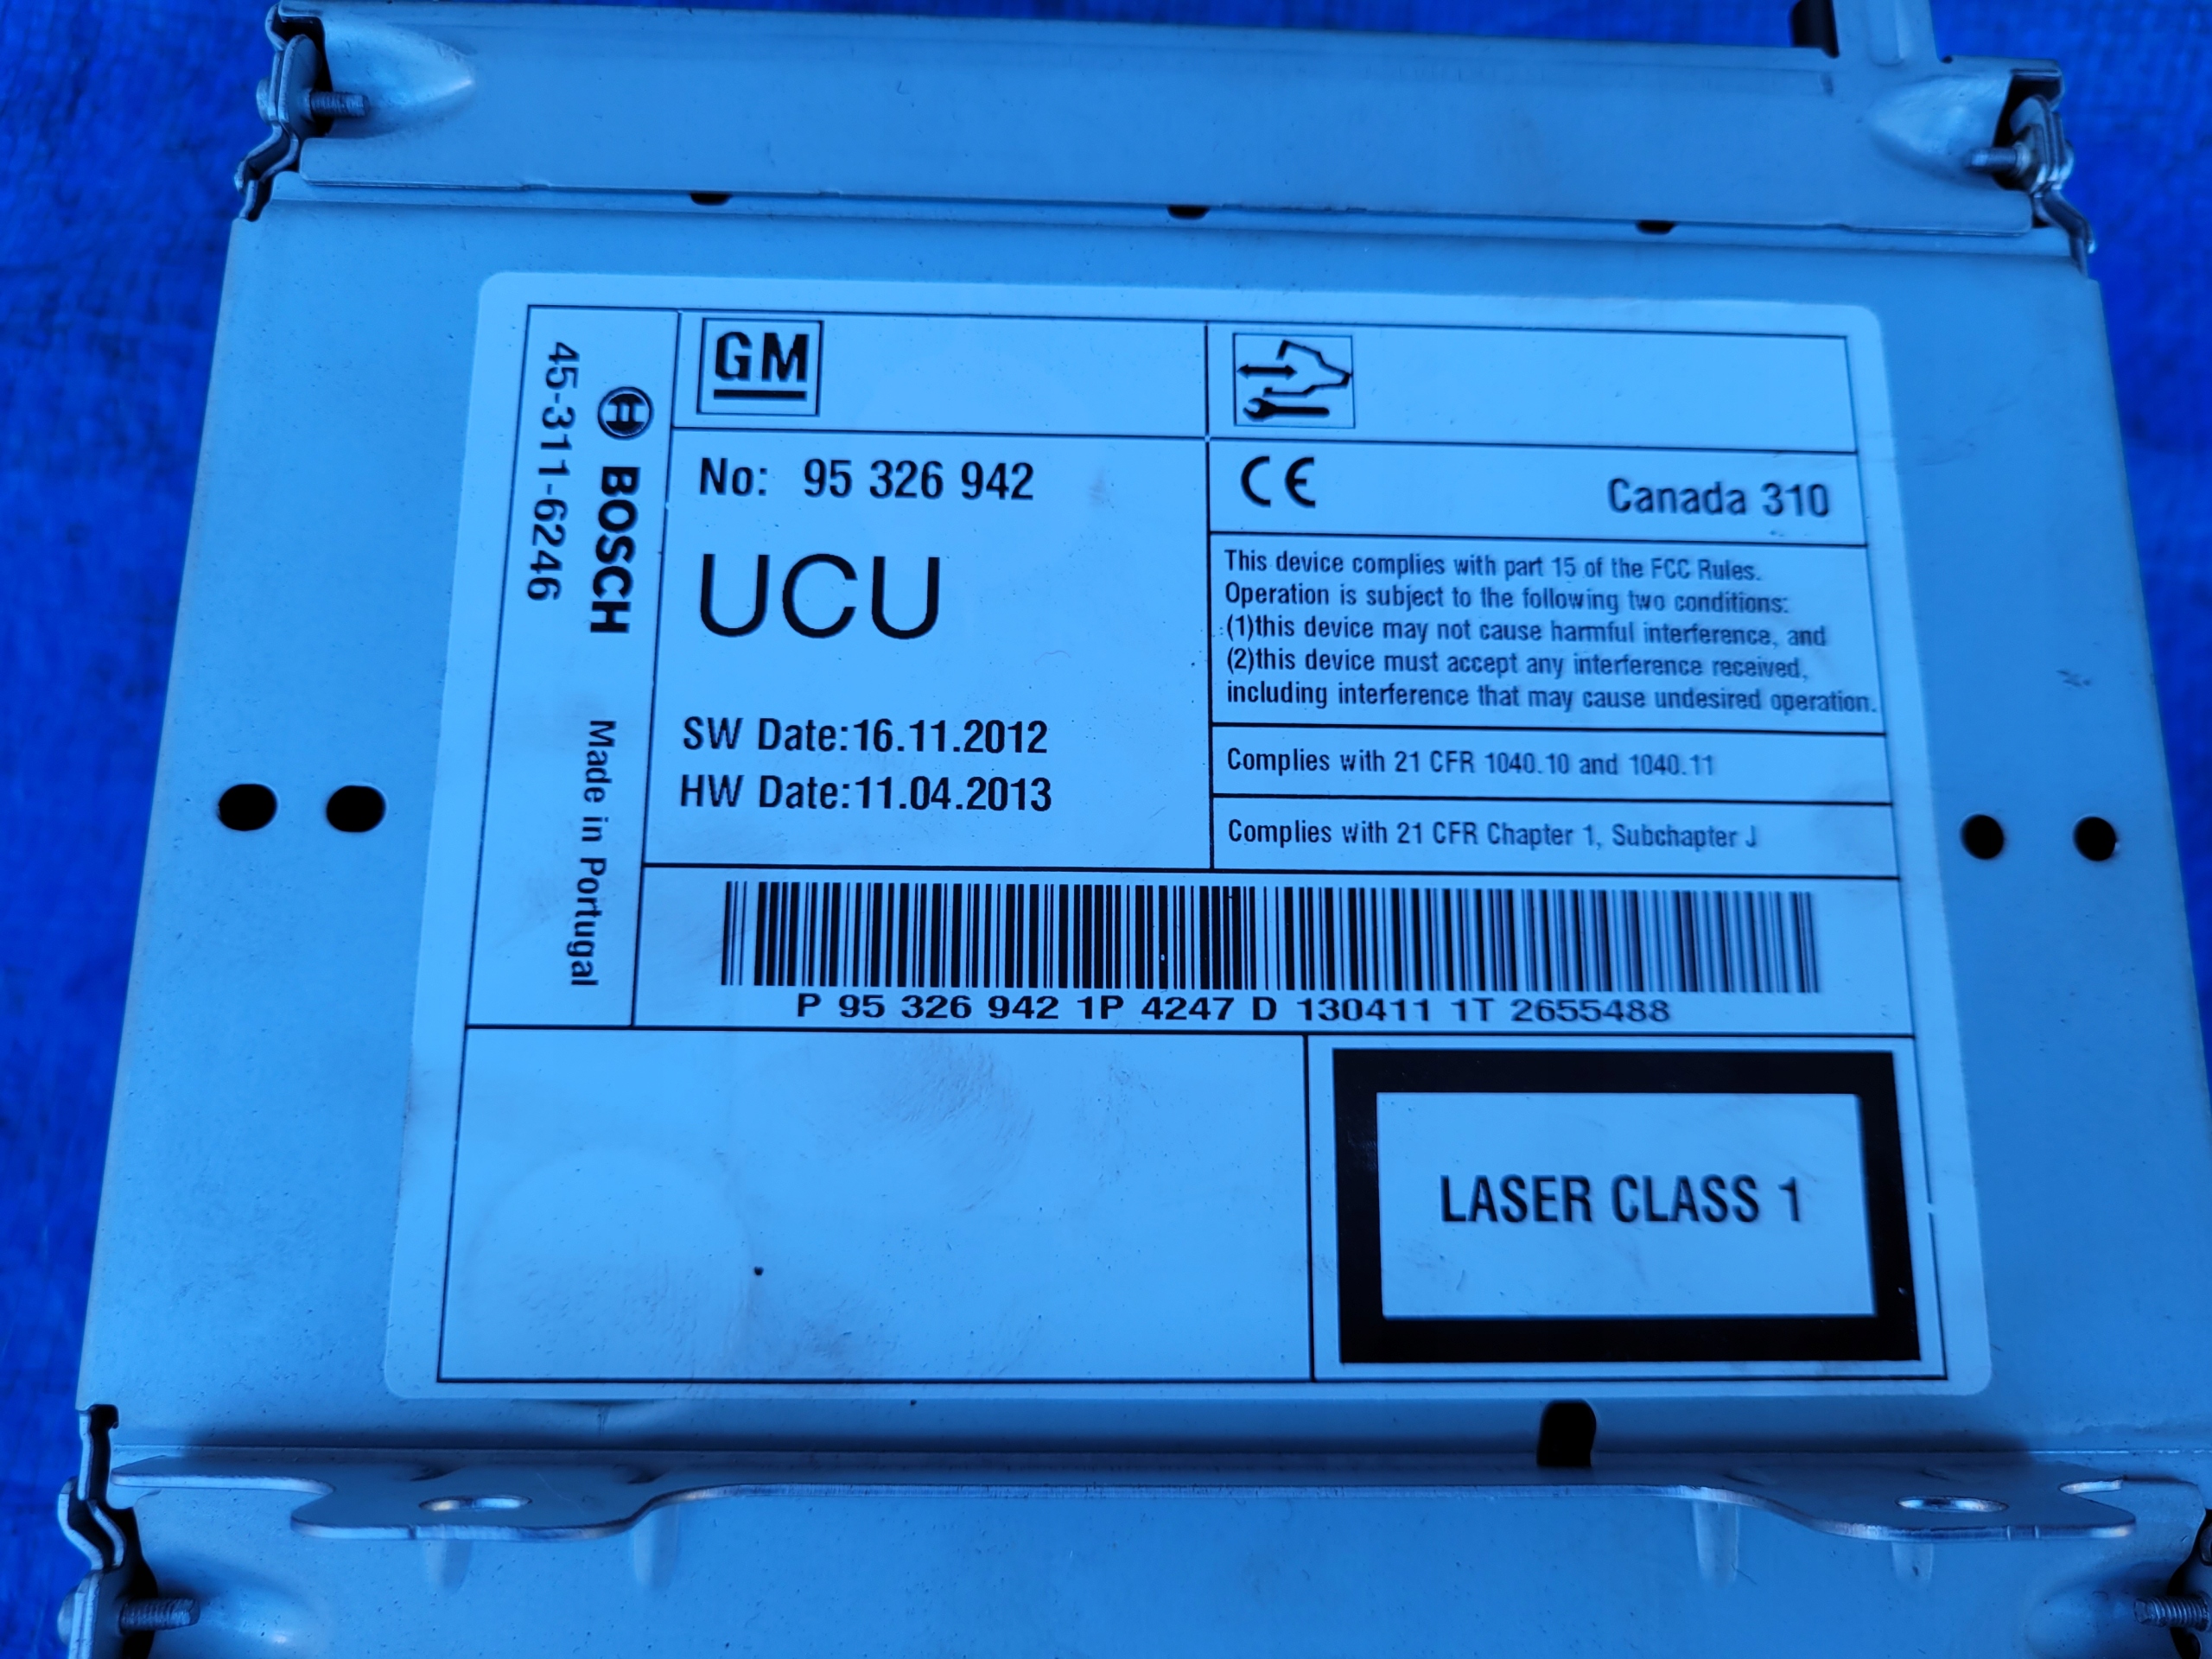 GM
45-311-6246
BOSCH
Made in Portugal
No: 95 326 942
UCU
SW Date:16.11.2012
HW Date:11.04.2013
CE
Canada 310
This device complies with part 15 of the FCC Rules.
Operation is subject to the following two conditions:
(1)this device may not cause harmful interference, and
(2)this device must accept any interference received,
including interference that may cause undesired operation.
Complies with 21 CFR 1040.10 and 1040.11
Complies with 21 CFR Chapter 1, Subchapter J
P 95 326 942 1P 4247 D 130411 1T 2655488
LASER CLASS 1